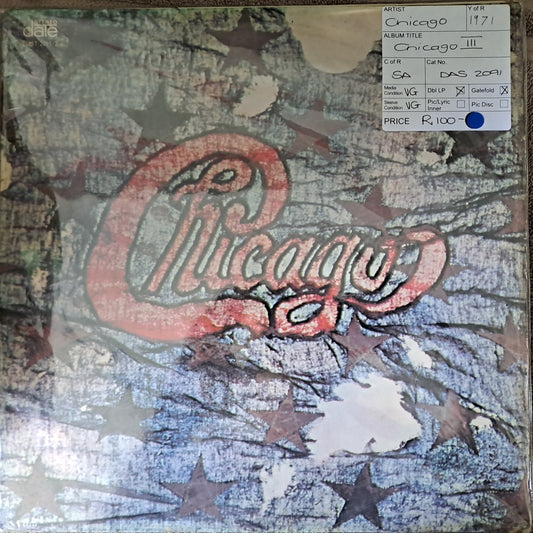 date
ARTIST
Chicago
Y of R
1971
ALBUM TITLE
Chicago III
C of R
SA
Cat No.
DAS 2091
Media Condition VG
Dbl LP
Gatefold
Sleeve Condition VG
Pic/Lyric Inner
Pic Disc
PRICE R100-
Chicago